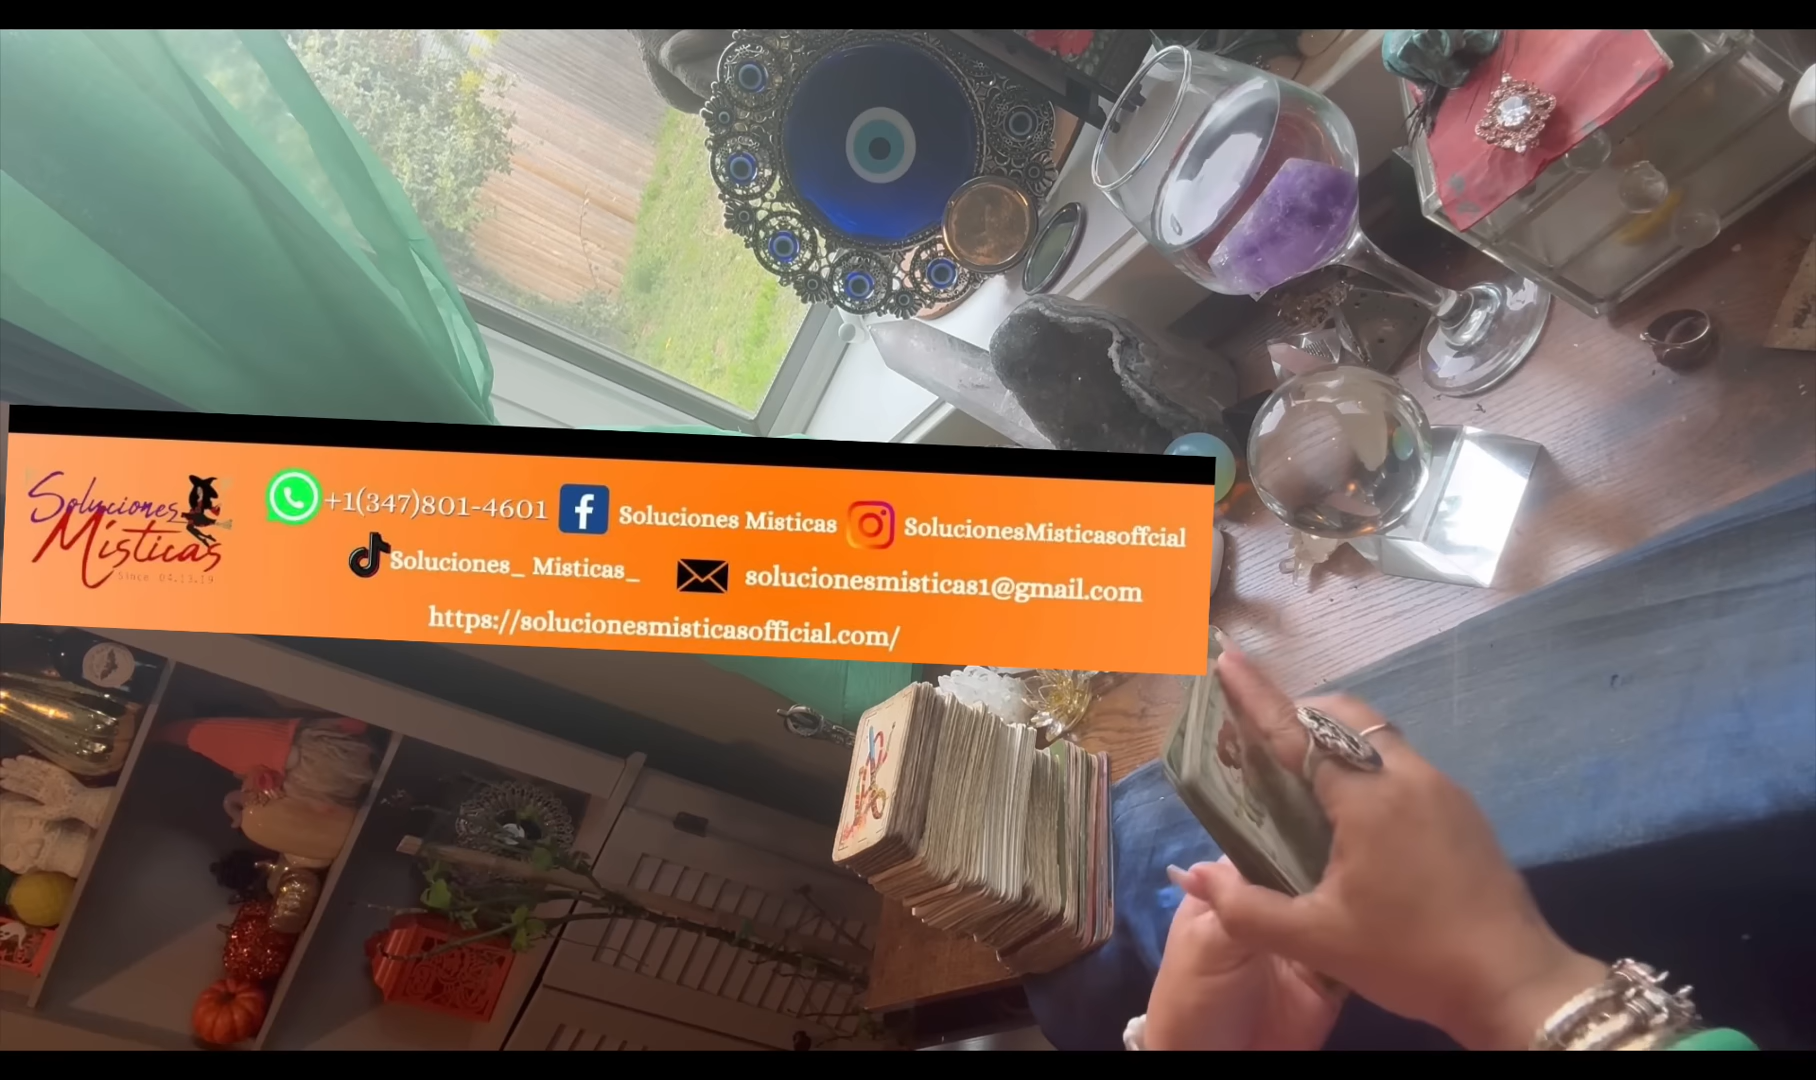 Soluciones
Misticas
Since 04.13.19
+1(347)801-4601
Soluciones Misticas
SolucionesMisticasoffcial
Soluciones_ Misticas_
solucionesmisticas1@gmail.com
https://solucionesmisticasofficial.com/